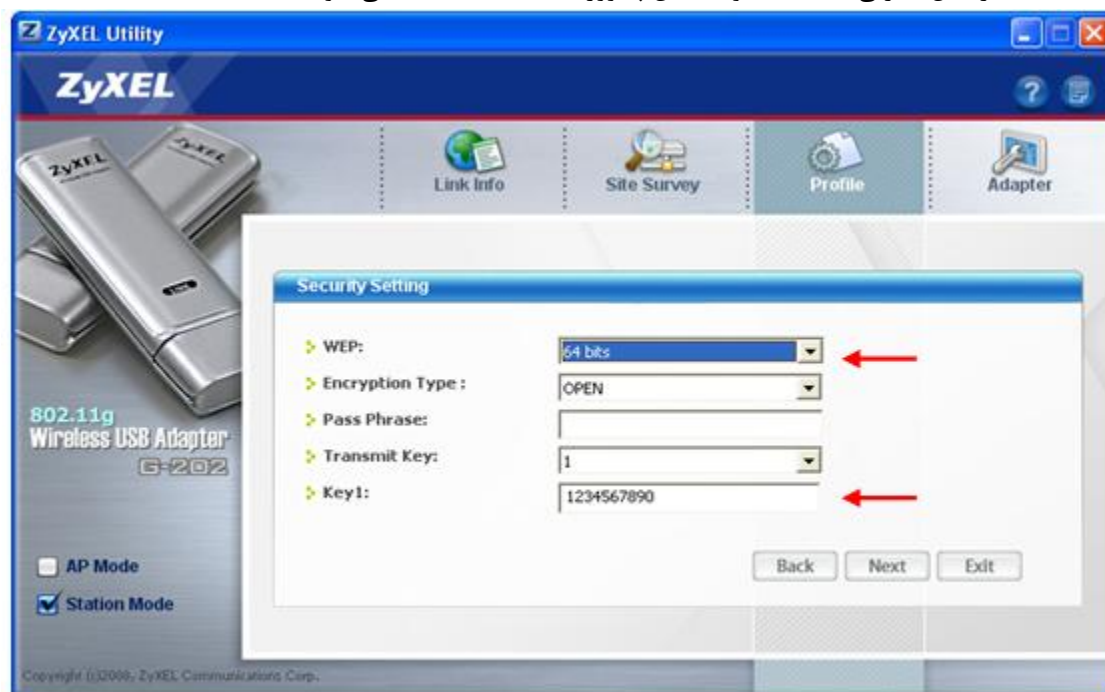 ZyXEL Utility
ZyXEL
ZyXEL
ZyXEL
Link Info
Site Survey
Profile
Adapter
Security Setting
WEP:
64 bits
Encryption Type :
OPEN
Pass Phrase:
Transmit Key:
1
Key1:
1234567890
802.11g
Wireless USB Adapter
G-202
Back
Next
Exit
AP Mode
Station Mode
Copyright (c)2008, ZyXEL Communications Corp.